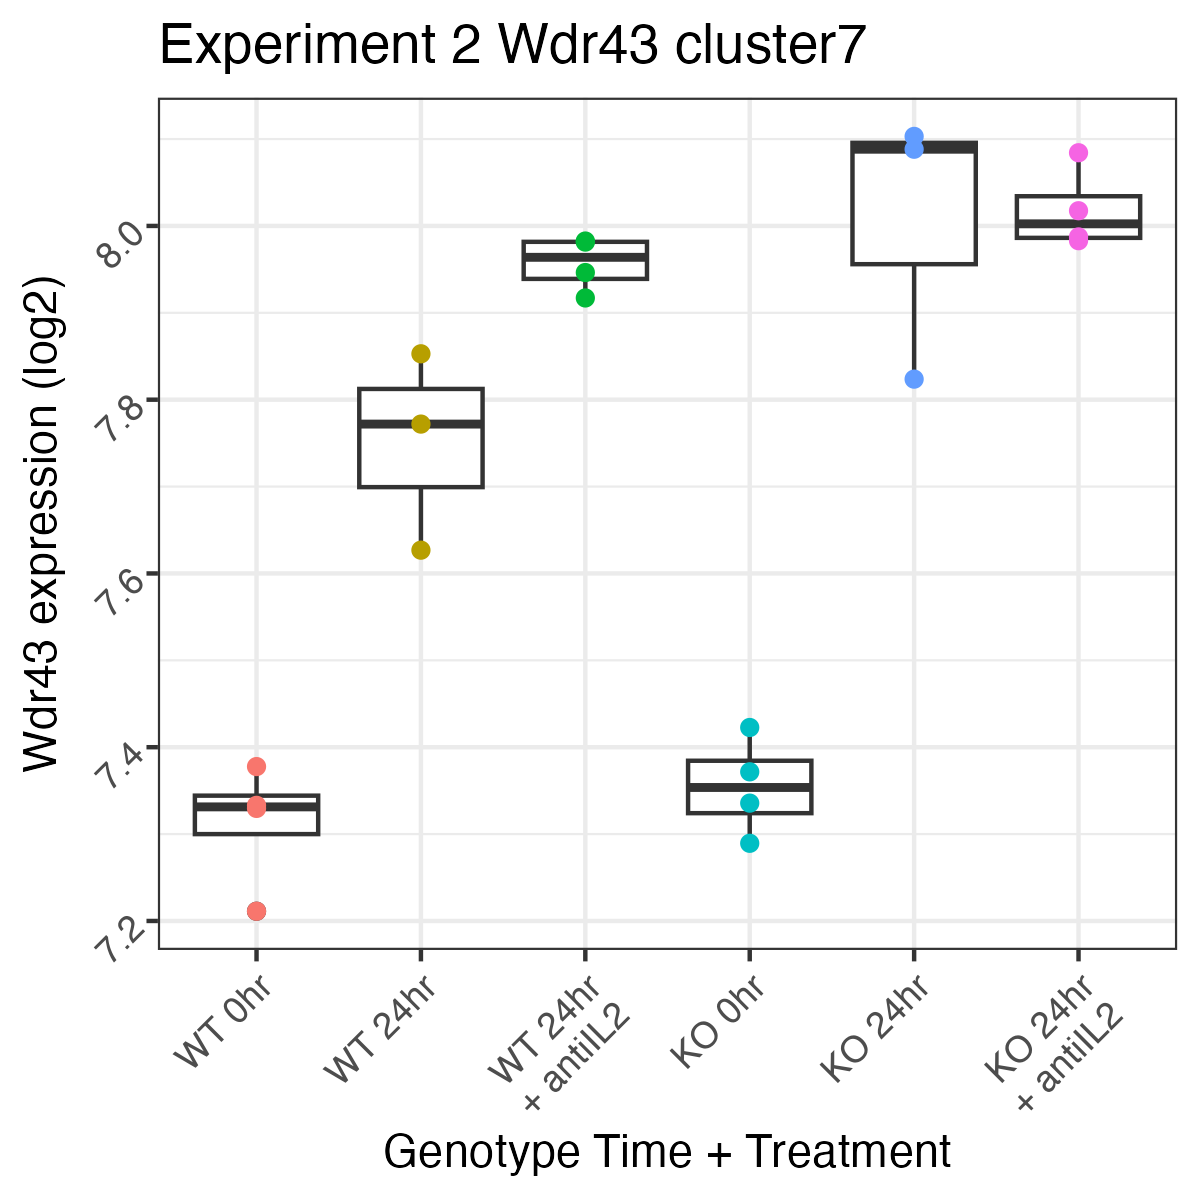 Experiment 2 Wdr43 cluster7
Wdr43 expression (log2)
8.0
7.8
7.6
7.4
7.2
WT 0hr
WT 24hr
WT 24hr
+ antiIL2
KO 0hr
KO 24hr
KO 24hr
+ antiIL2
Genotype Time + Treatment